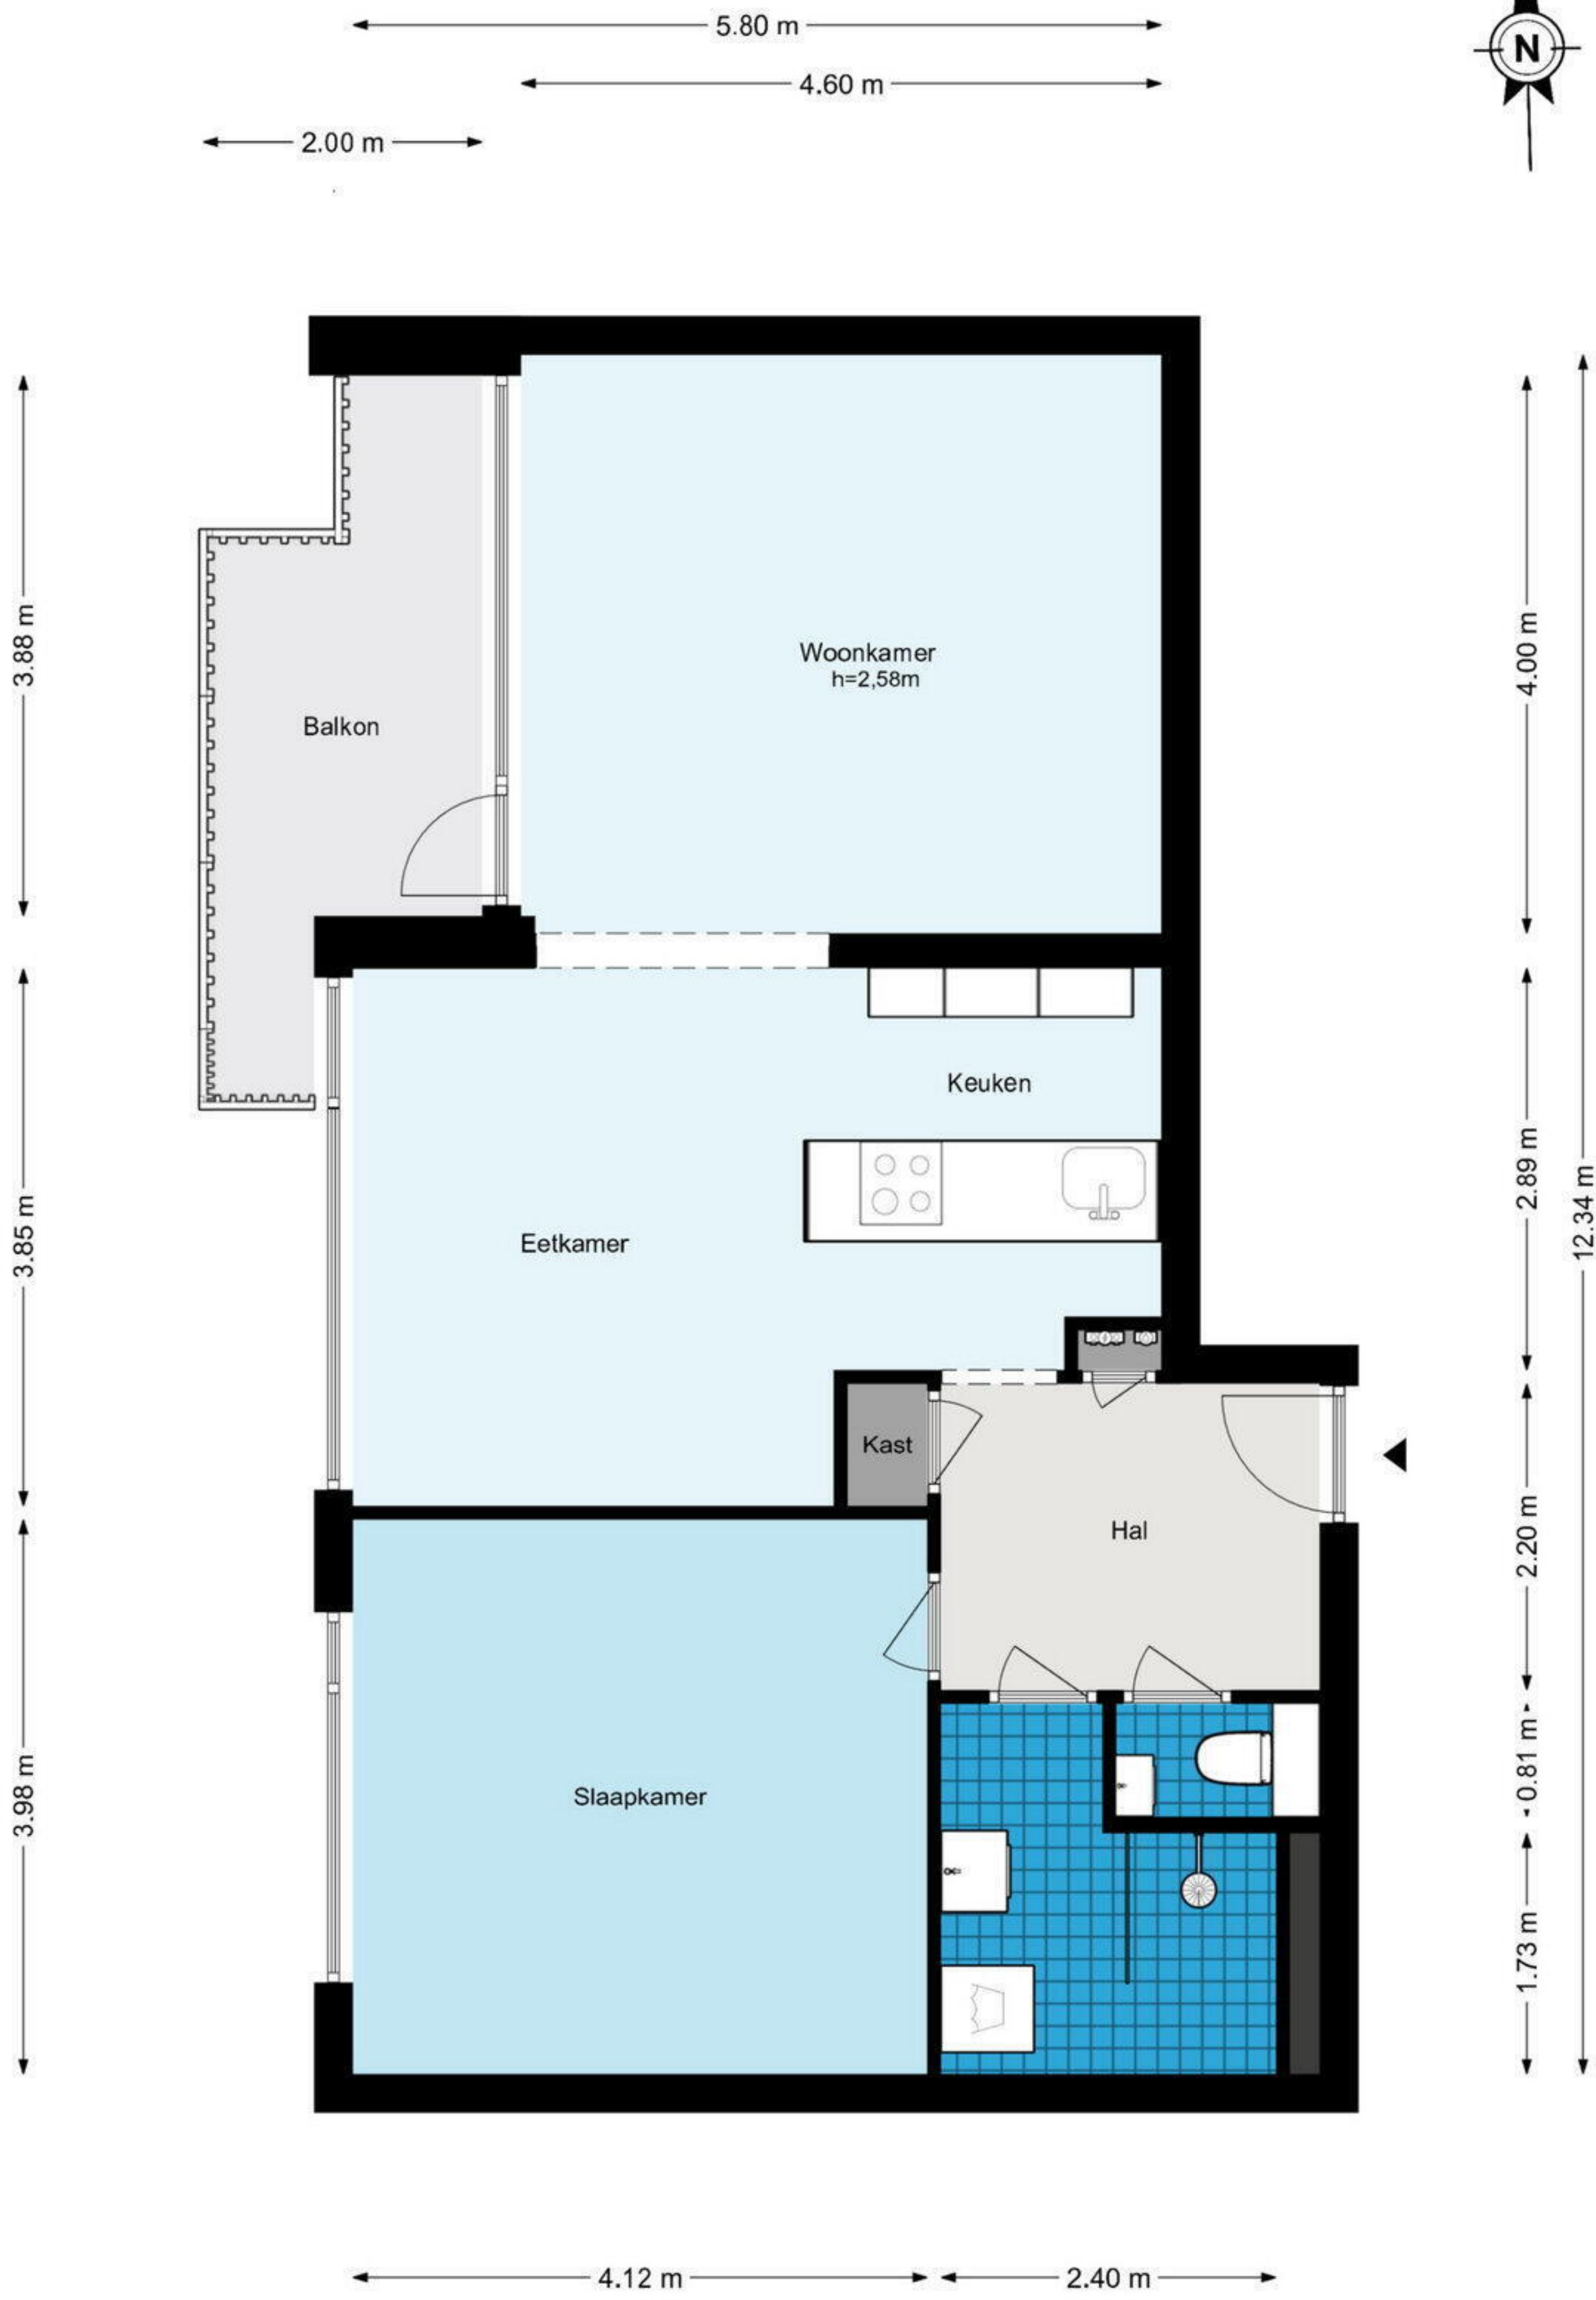 5.80 m
N
4.60 m
2.00 m
Woonkamer
h=2,58m
3.88 m
4.00 m
Balkon
Keuken
2.89 m
12.34 m
3.85 m
Eetkamer
Kast
Hal
2.20 m
0.81 m
3.98 m
Slaapkamer
1.73 m
4.12 m
2.40 m